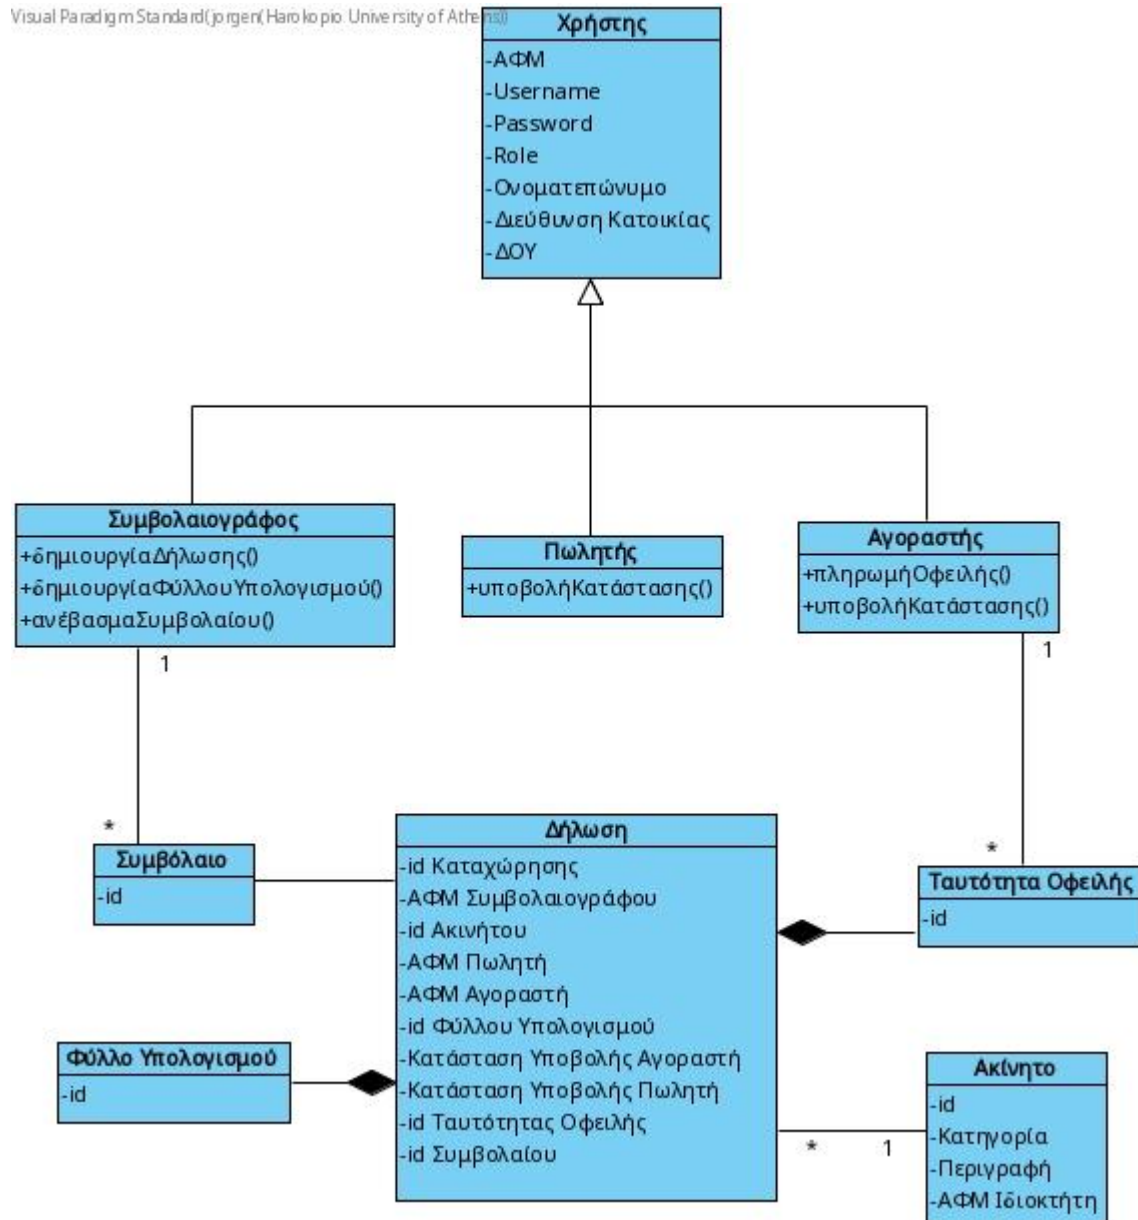 Visual Paradigm Standard(jorgen(Harokopio University of Athens))
Χρήστης
-ΑΦΜ
-Username
-Password
-Role
-Ονοματεπώνυμο
-Διεύθυνση Κατοικίας
-ΔΟΥ
Συμβολαιογράφος
+δημιουργίαΔήλωσης()
+δημιουργίαΦύλλουΥπολογισμού()
+ανέβασμαΣυμβολαίου()
Πωλητής
+υποβολήΚατάστασης()
Αγοραστής
+πληρωμήΟφειλής()
+υποβολήΚατάστασης()
1
1
*
*
Συμβόλαιο
-id
Δήλωση
-id Καταχώρησης
-ΑΦΜ Συμβολαιογράφου
-id Ακινήτου
-ΑΦΜ Πωλητή
-ΑΦΜ Αγοραστή
-id Φύλλου Υπολογισμού
-Κατάσταση Υποβολής Αγοραστή
-Κατάσταση Υποβολής Πωλητή
-id Ταυτότητας Οφειλής
-id Συμβολαίου
Ταυτότητα Οφειλής
-id
Φύλλο Υπολογισμού
-id
*
1
Ακίνητο
-id
-Κατηγορία
-Περιγραφή
-ΑΦΜ Ιδιοκτήτη